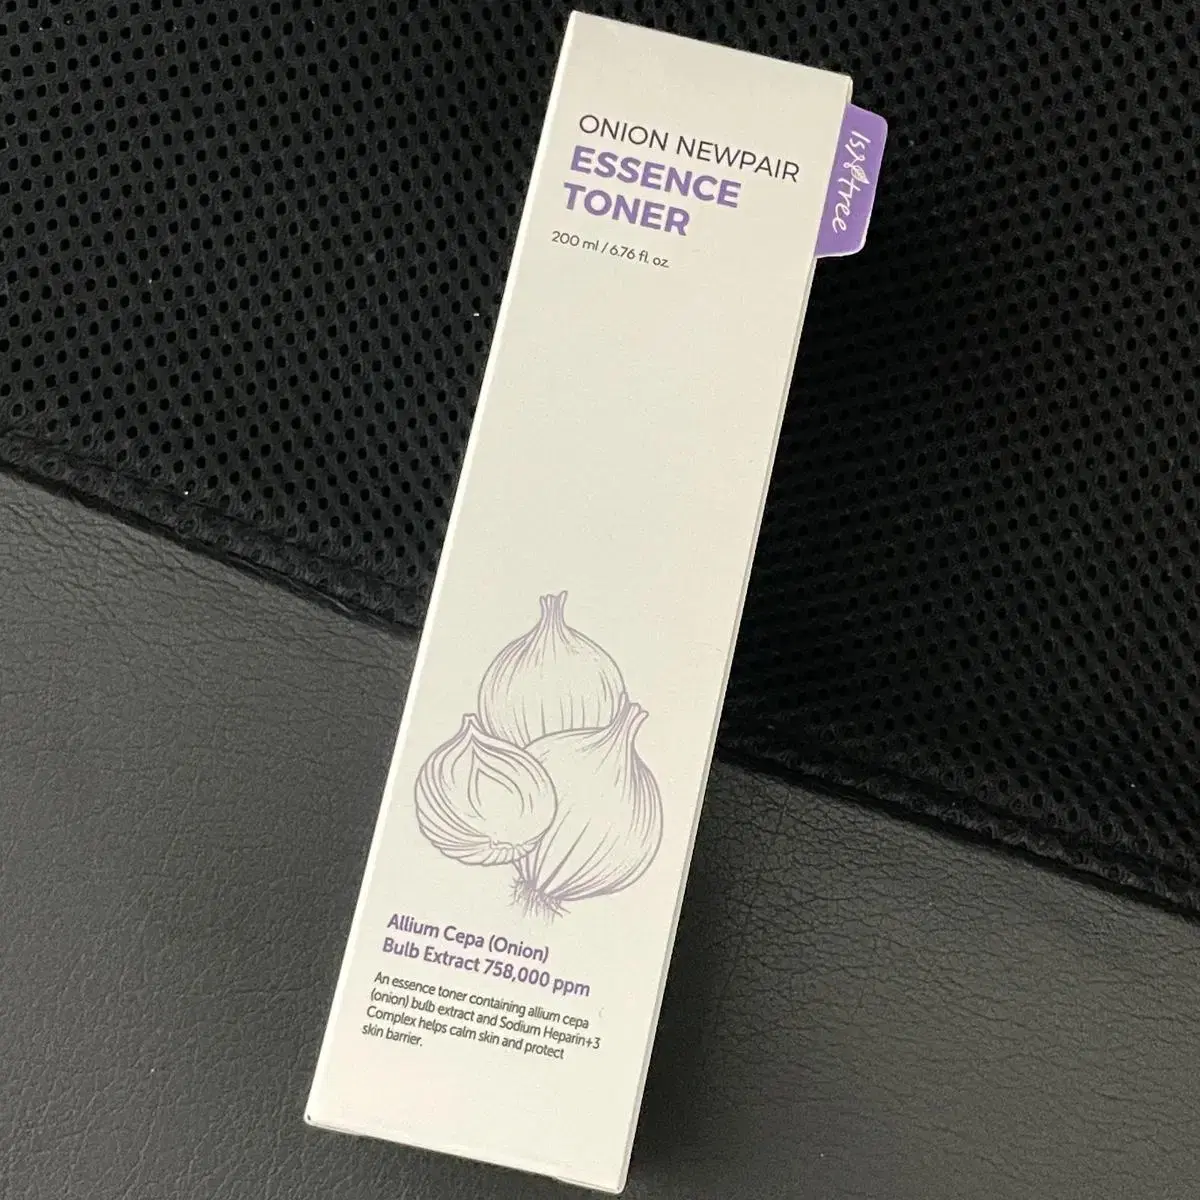 ONION NEWPAIR
ESSENCE
TONER
200 ml / 6.76 fl. oz.
Isntree
Allium Cepa (Onion)
Bulb Extract 758,000 ppm
An essence toner containing allium cepa
(onion) bulb extract and Sodium Heparin+3
Complex helps calm skin and protect
skin barrier.